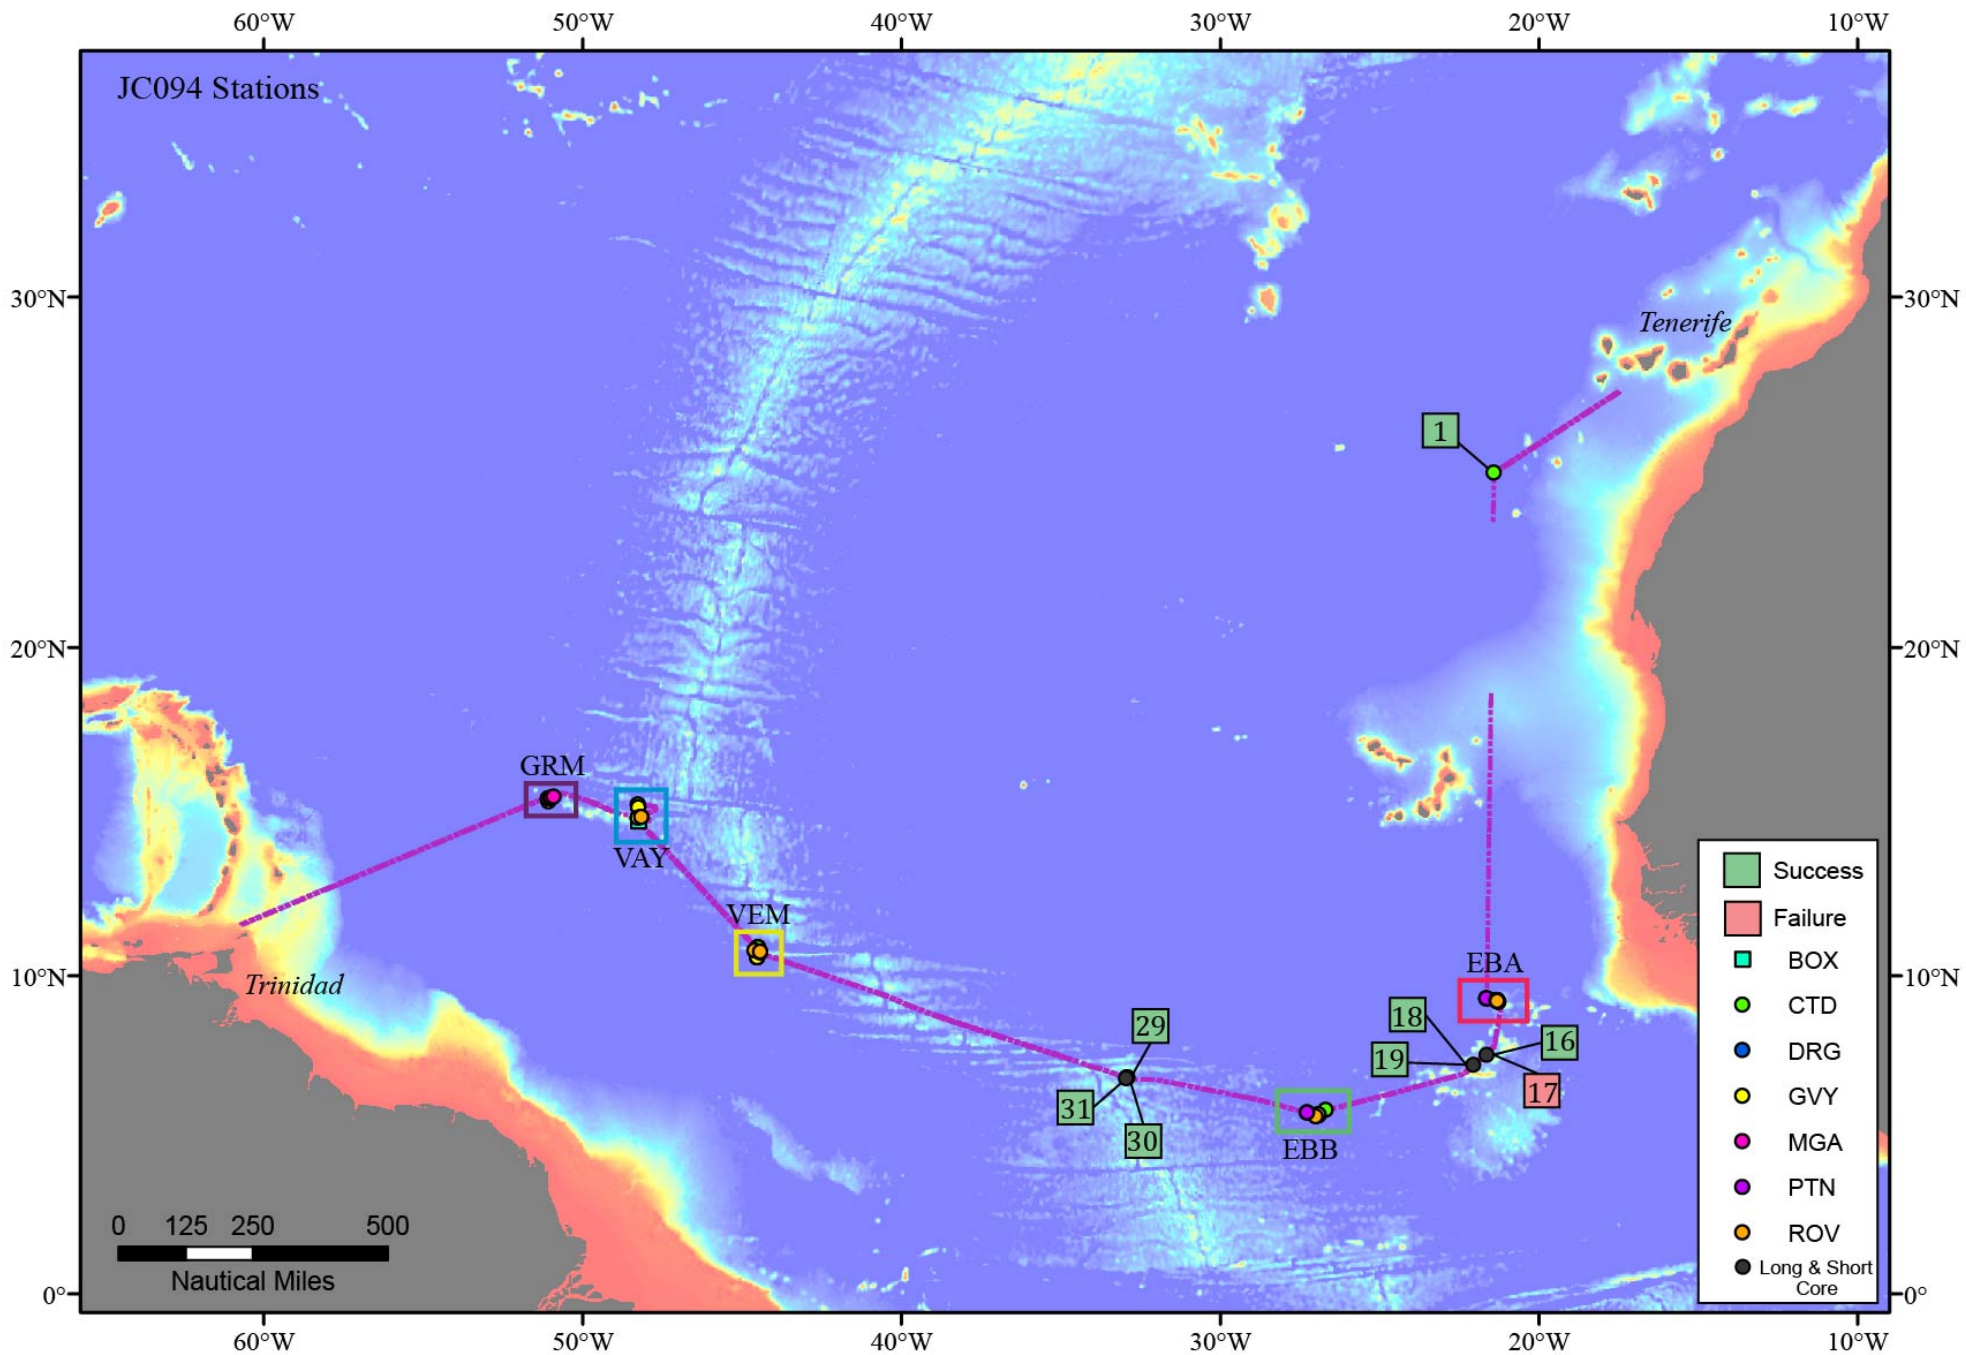 60°W 50°W 40°W 30°W 20°W 10°W
JC094 Stations
30°N 30°N
Tenerife
1
20°N 20°N
GRM
VAY
VEM
10°N 10°N
EBA
Trinidad
18
29
16
19
17
31
30
EBB
Success
Failure
BOX
CTD
DRG
GVY
MGA
PTN
ROV
Long & Short
Core
0 125 250 500
Nautical Miles
0° 0°
60°W 50°W 40°W 30°W 20°W 10°W